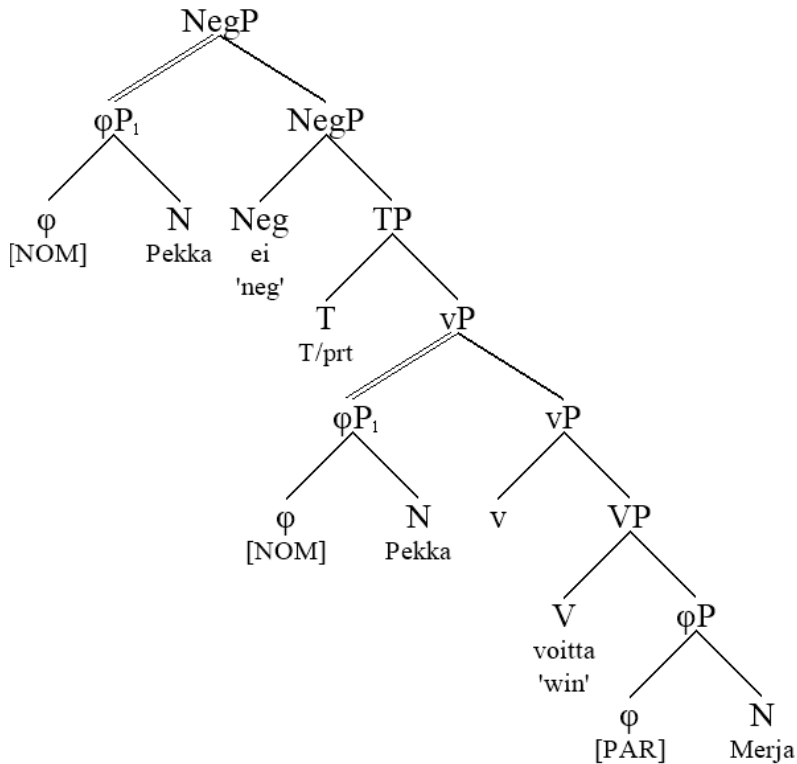 NegP
φP₁ NegP
φ N Neg TP
[NOM] Pekka ei
'neg'
T vP
T/prt
φP₁ vP
φ N v VP
[NOM] Pekka
V φP
voitta
'win'
φ N
[PAR] Merja